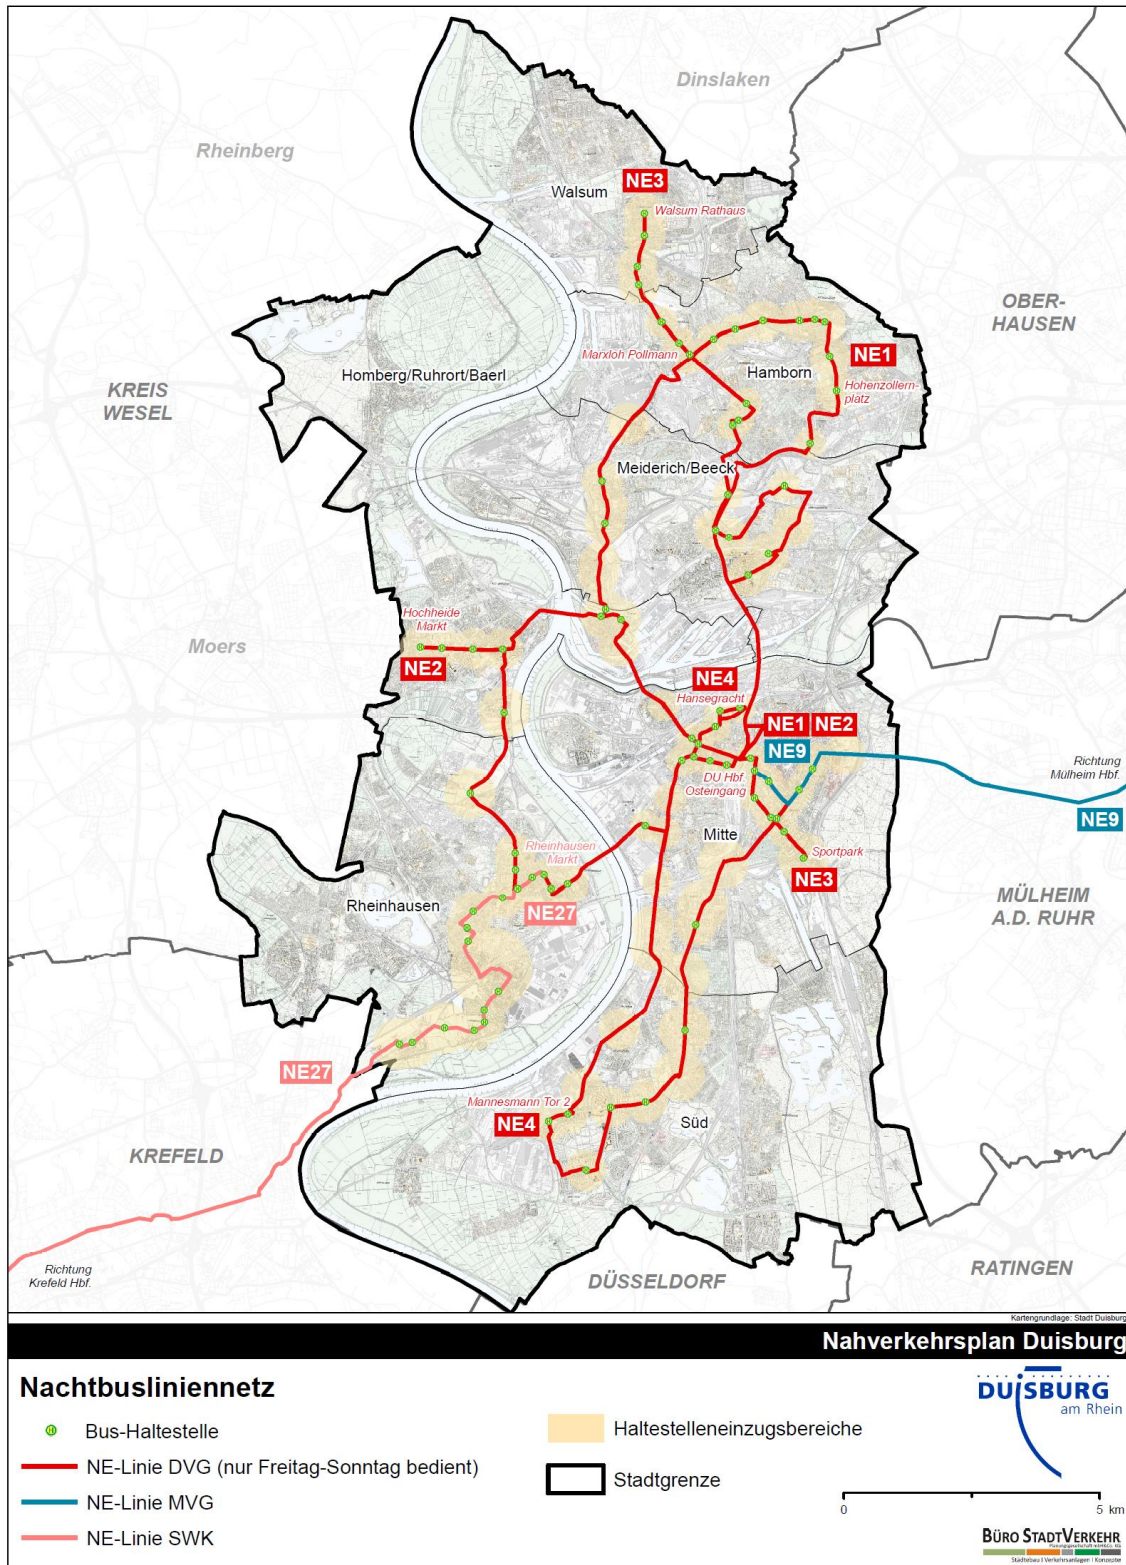 Dinslaken
Rheinberg
Walsum
NE3
Walsum Rathaus
OBER-
HAUSEN
Marxloh Pollmann
NE1
Hamborn
Homberg/Ruhrort/Baerl
KREIS
WESEL
Hohenzollern-
platz
Meiderich/Beeck
Hochheide
Markt
Moers
NE2
NE4
Hansegracht
NE1 NE2
NE9
Richtung
Mülheim Hbf.
DU Hbf.
Osteingang
NE9
Mitte
Rheinhausen
Markt
Sportpark
NE3
MÜLHEIM
A.D. RUHR
Rheinhausen
NE27
NE27
Mannesmann Tor 2
NE4
Süd
KREFELD
Richtung
Krefeld Hbf.
DÜSSELDORF
RATINGEN
Kartengrundlage: Stadt Duisburg
Nahverkehrsplan Duisburg
Nachtbusliniennetz
Bus-Haltestelle
NE-Linie DVG (nur Freitag-Sonntag bedient)
NE-Linie MVG
NE-Linie SWK
Haltestelleneinzugsbereiche
Stadtgrenze
DUISBURG
am Rhein
0 5 km
BÜRO STADTVERKEHR
Städtebau | Verkehrsanlagen | Konzepte